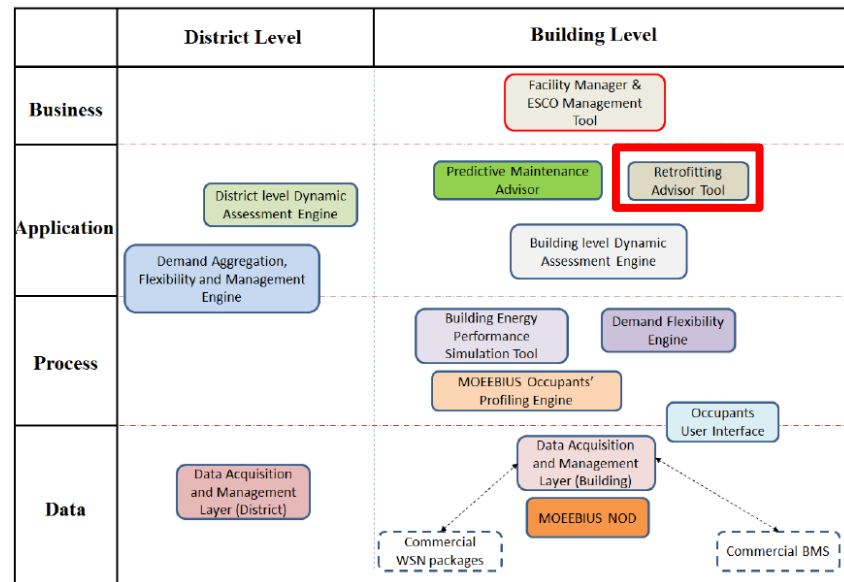 District Level
Building Level
Business
Facility Manager &
ESCO Management
Tool
Application
Predictive Maintenance
Advisor
Retrofitting
Advisor Tool
District level Dynamic
Assessment Engine
Building level Dynamic
Assessment Engine
Demand Aggregation,
Flexibility and Management
Engine
Process
Building Energy
Performance
Simulation Tool
Demand Flexibility
Engine
MOEEBIUS Occupants'
Profiling Engine
Occupants
User Interface
Data
Data Acquisition
and Management
Layer (District)
Data Acquisition
and Management
Layer (Building)
MOEEBIUS NOD
Commercial
WSN packages
Commercial BMS